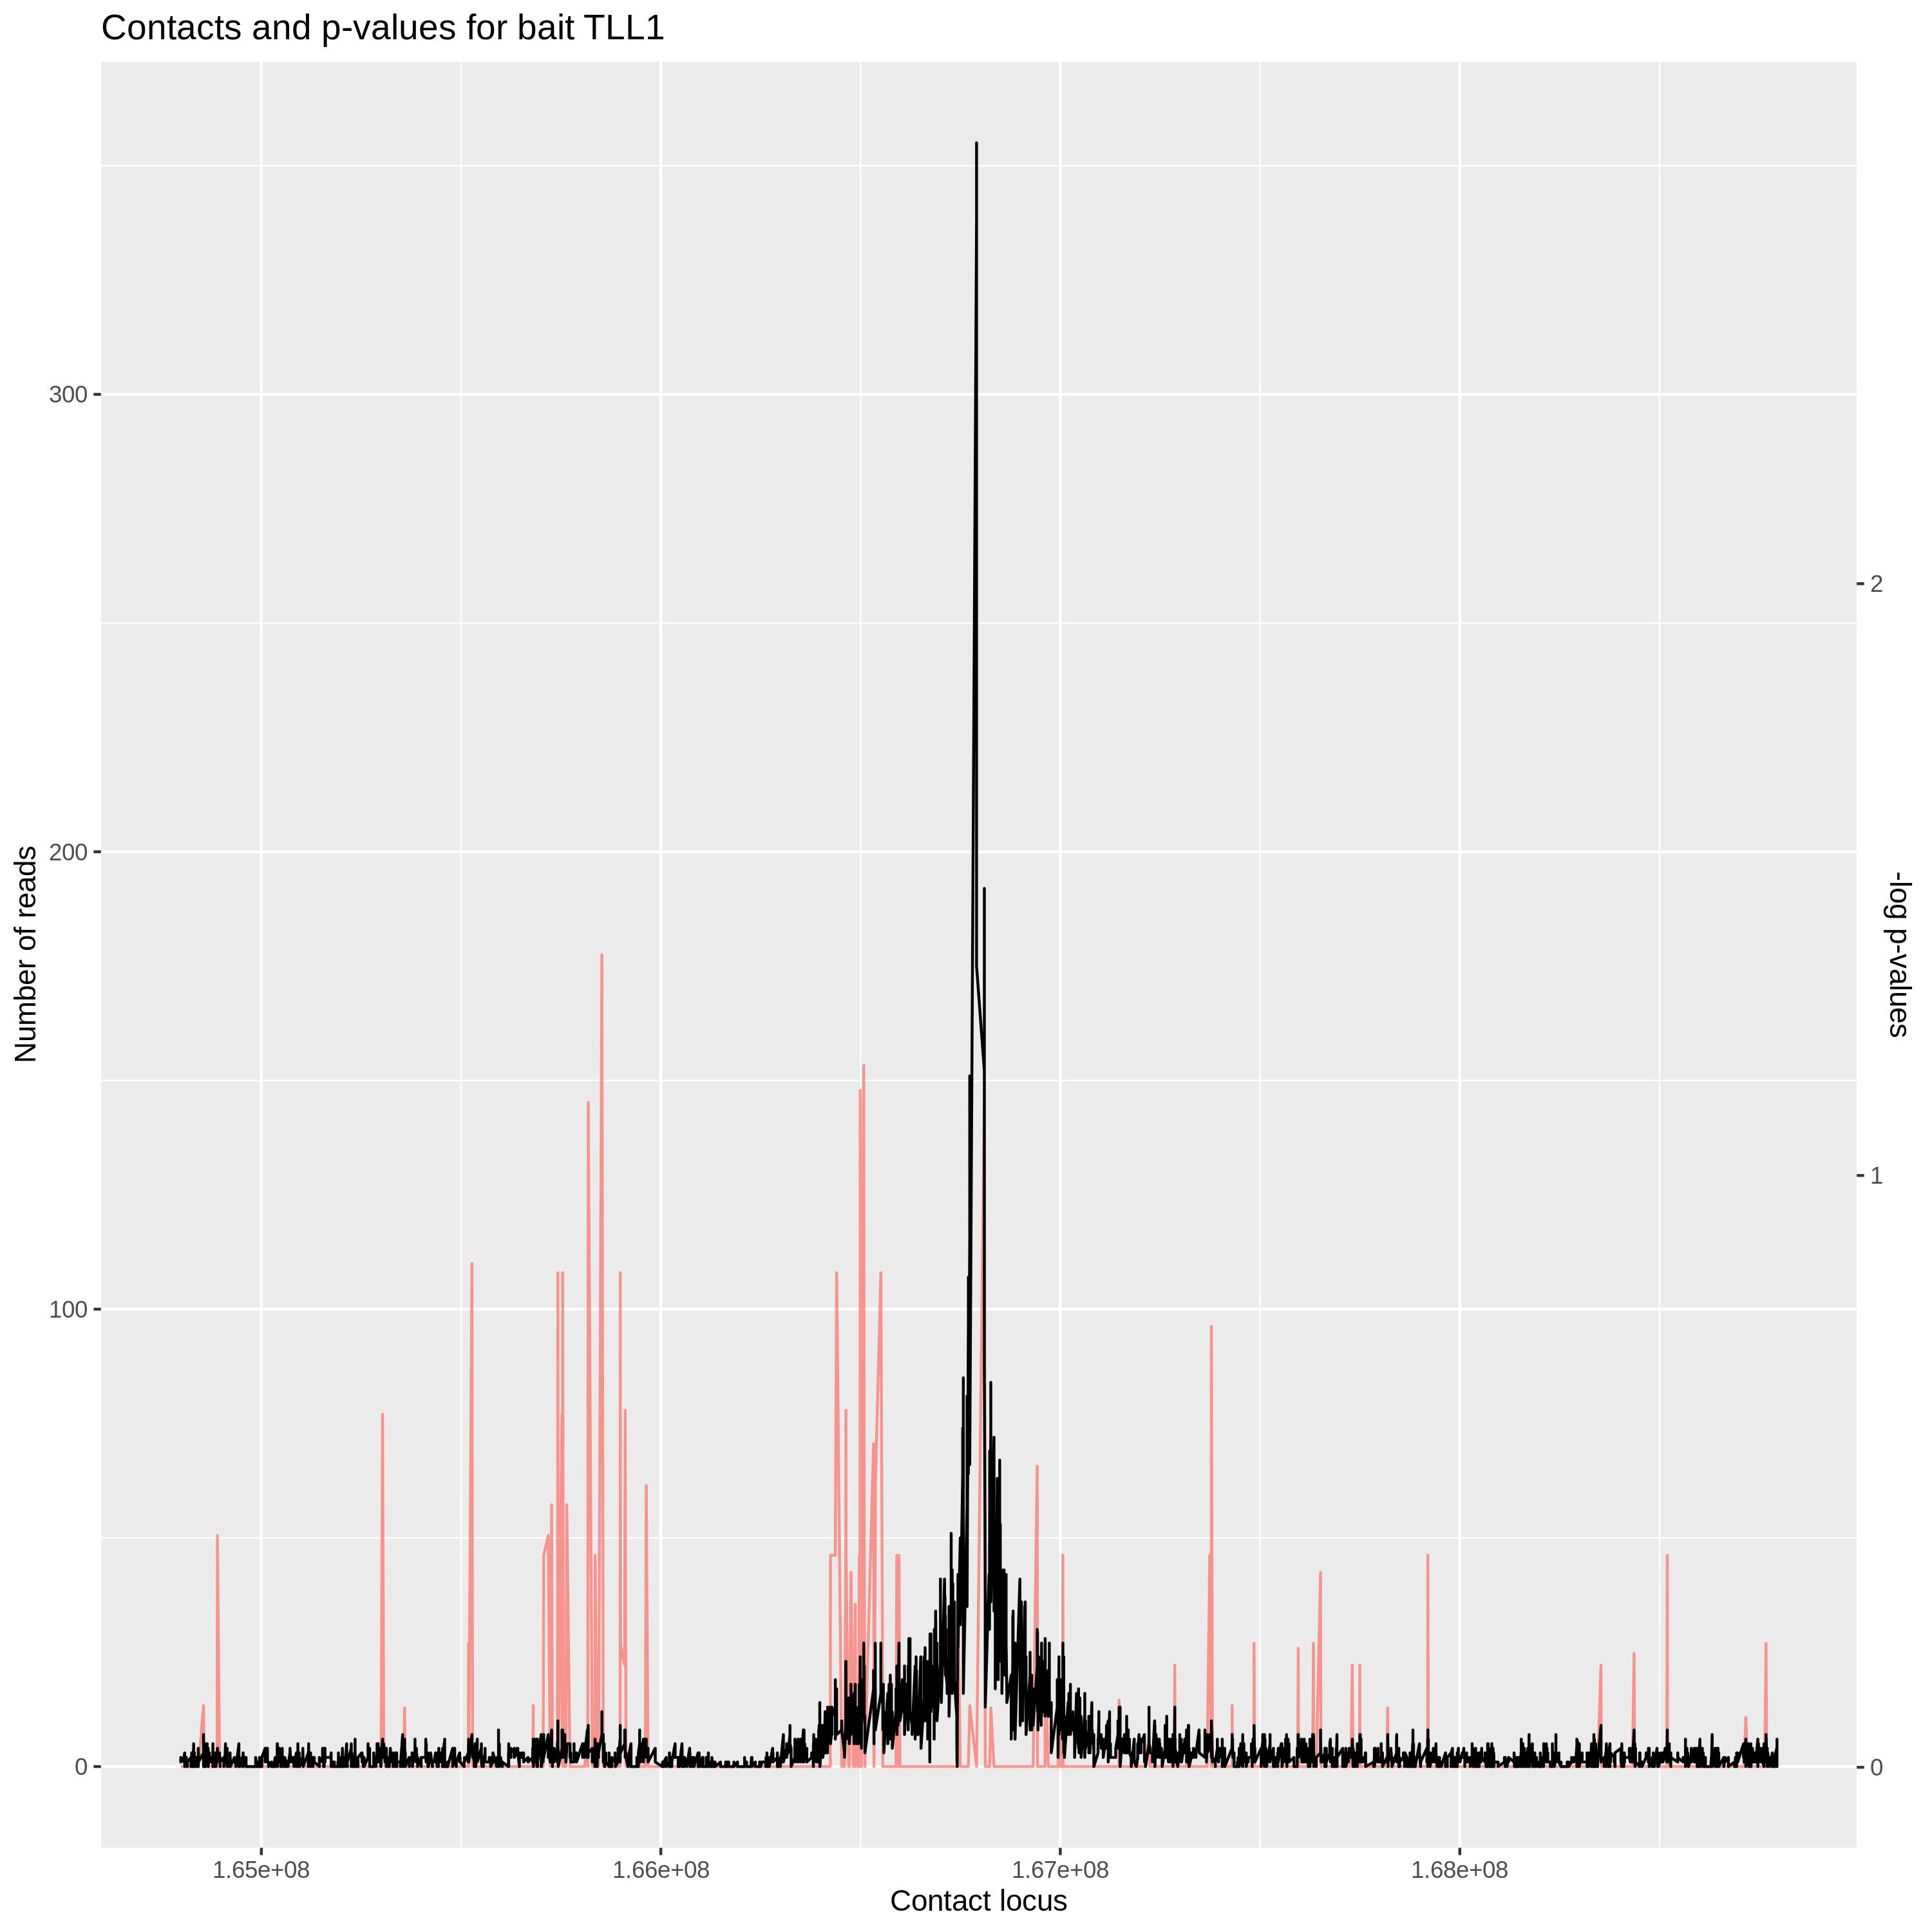 Contacts and p-values for bait TLL1
300
200
100
0
Number of reads
2
1
0
-log p-values
1.65e+08
1.66e+08
1.67e+08
1.68e+08
Contact locus